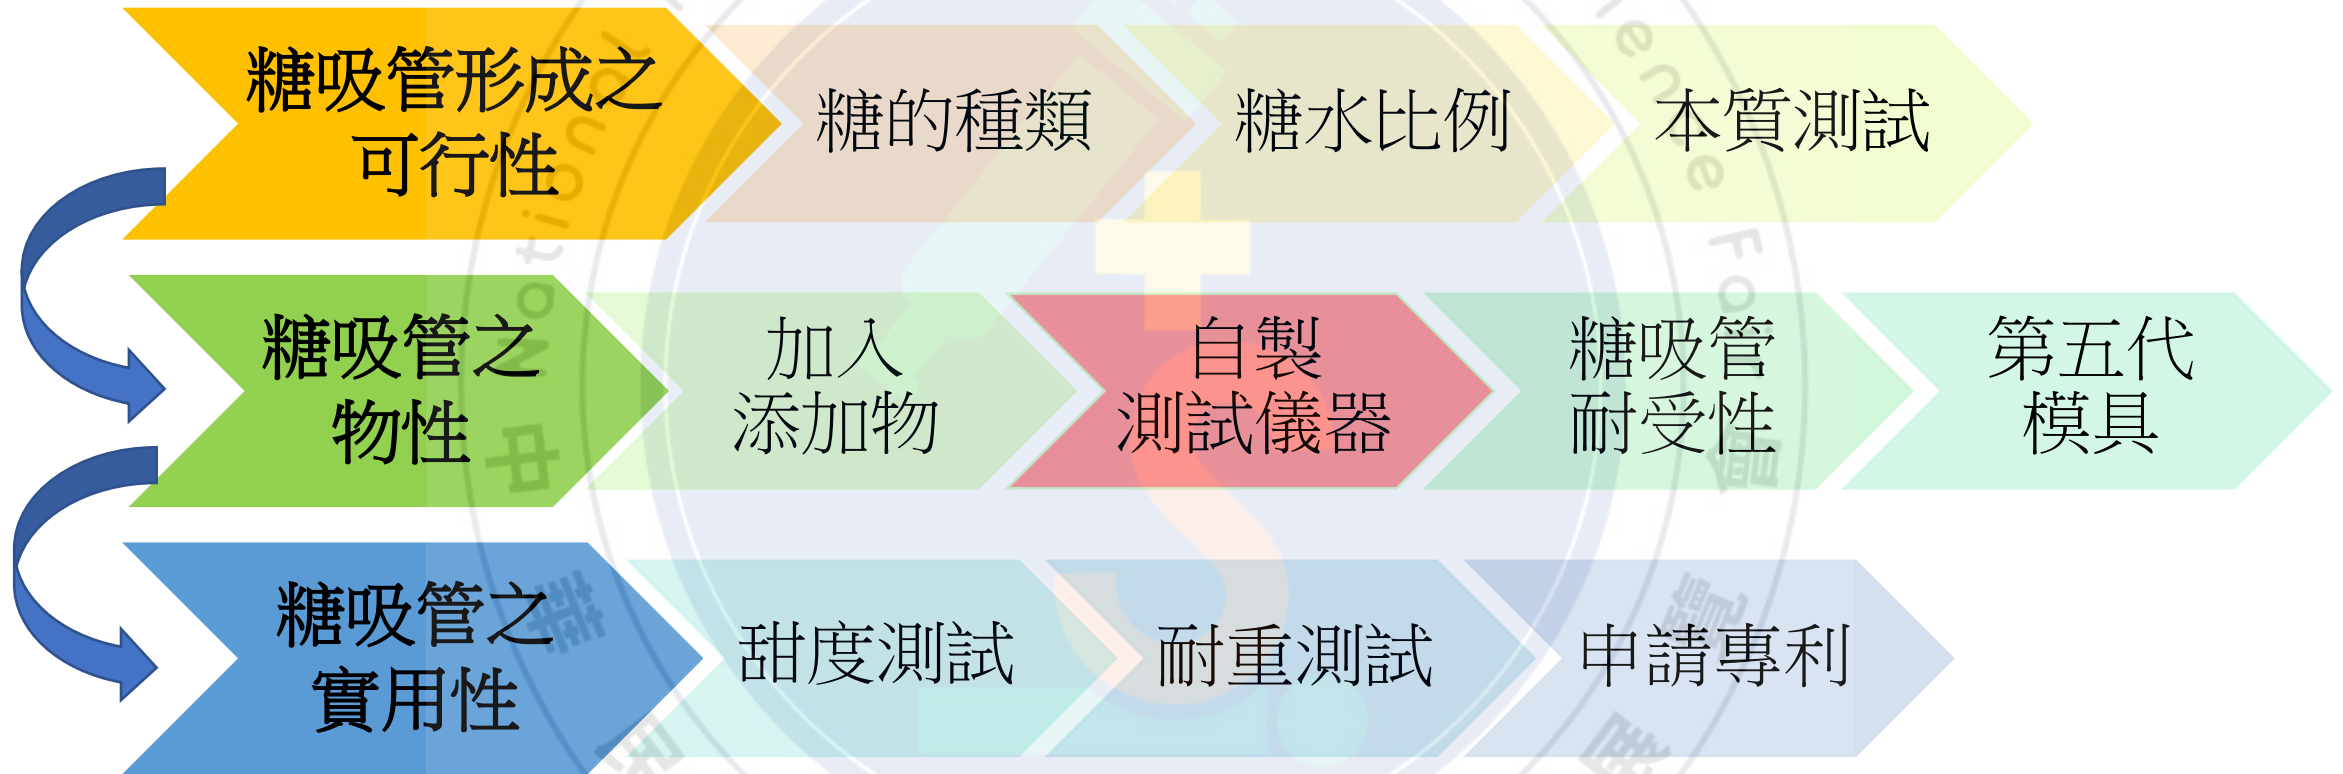 糖吸管形成之
可行性
糖的種類
糖水比例
本質測試
糖吸管之
物性
加入
添加物
自製
測試儀器
糖吸管
耐受性
第五代
模具
糖吸管之
實用性
甜度測試
耐重測試
申請專利